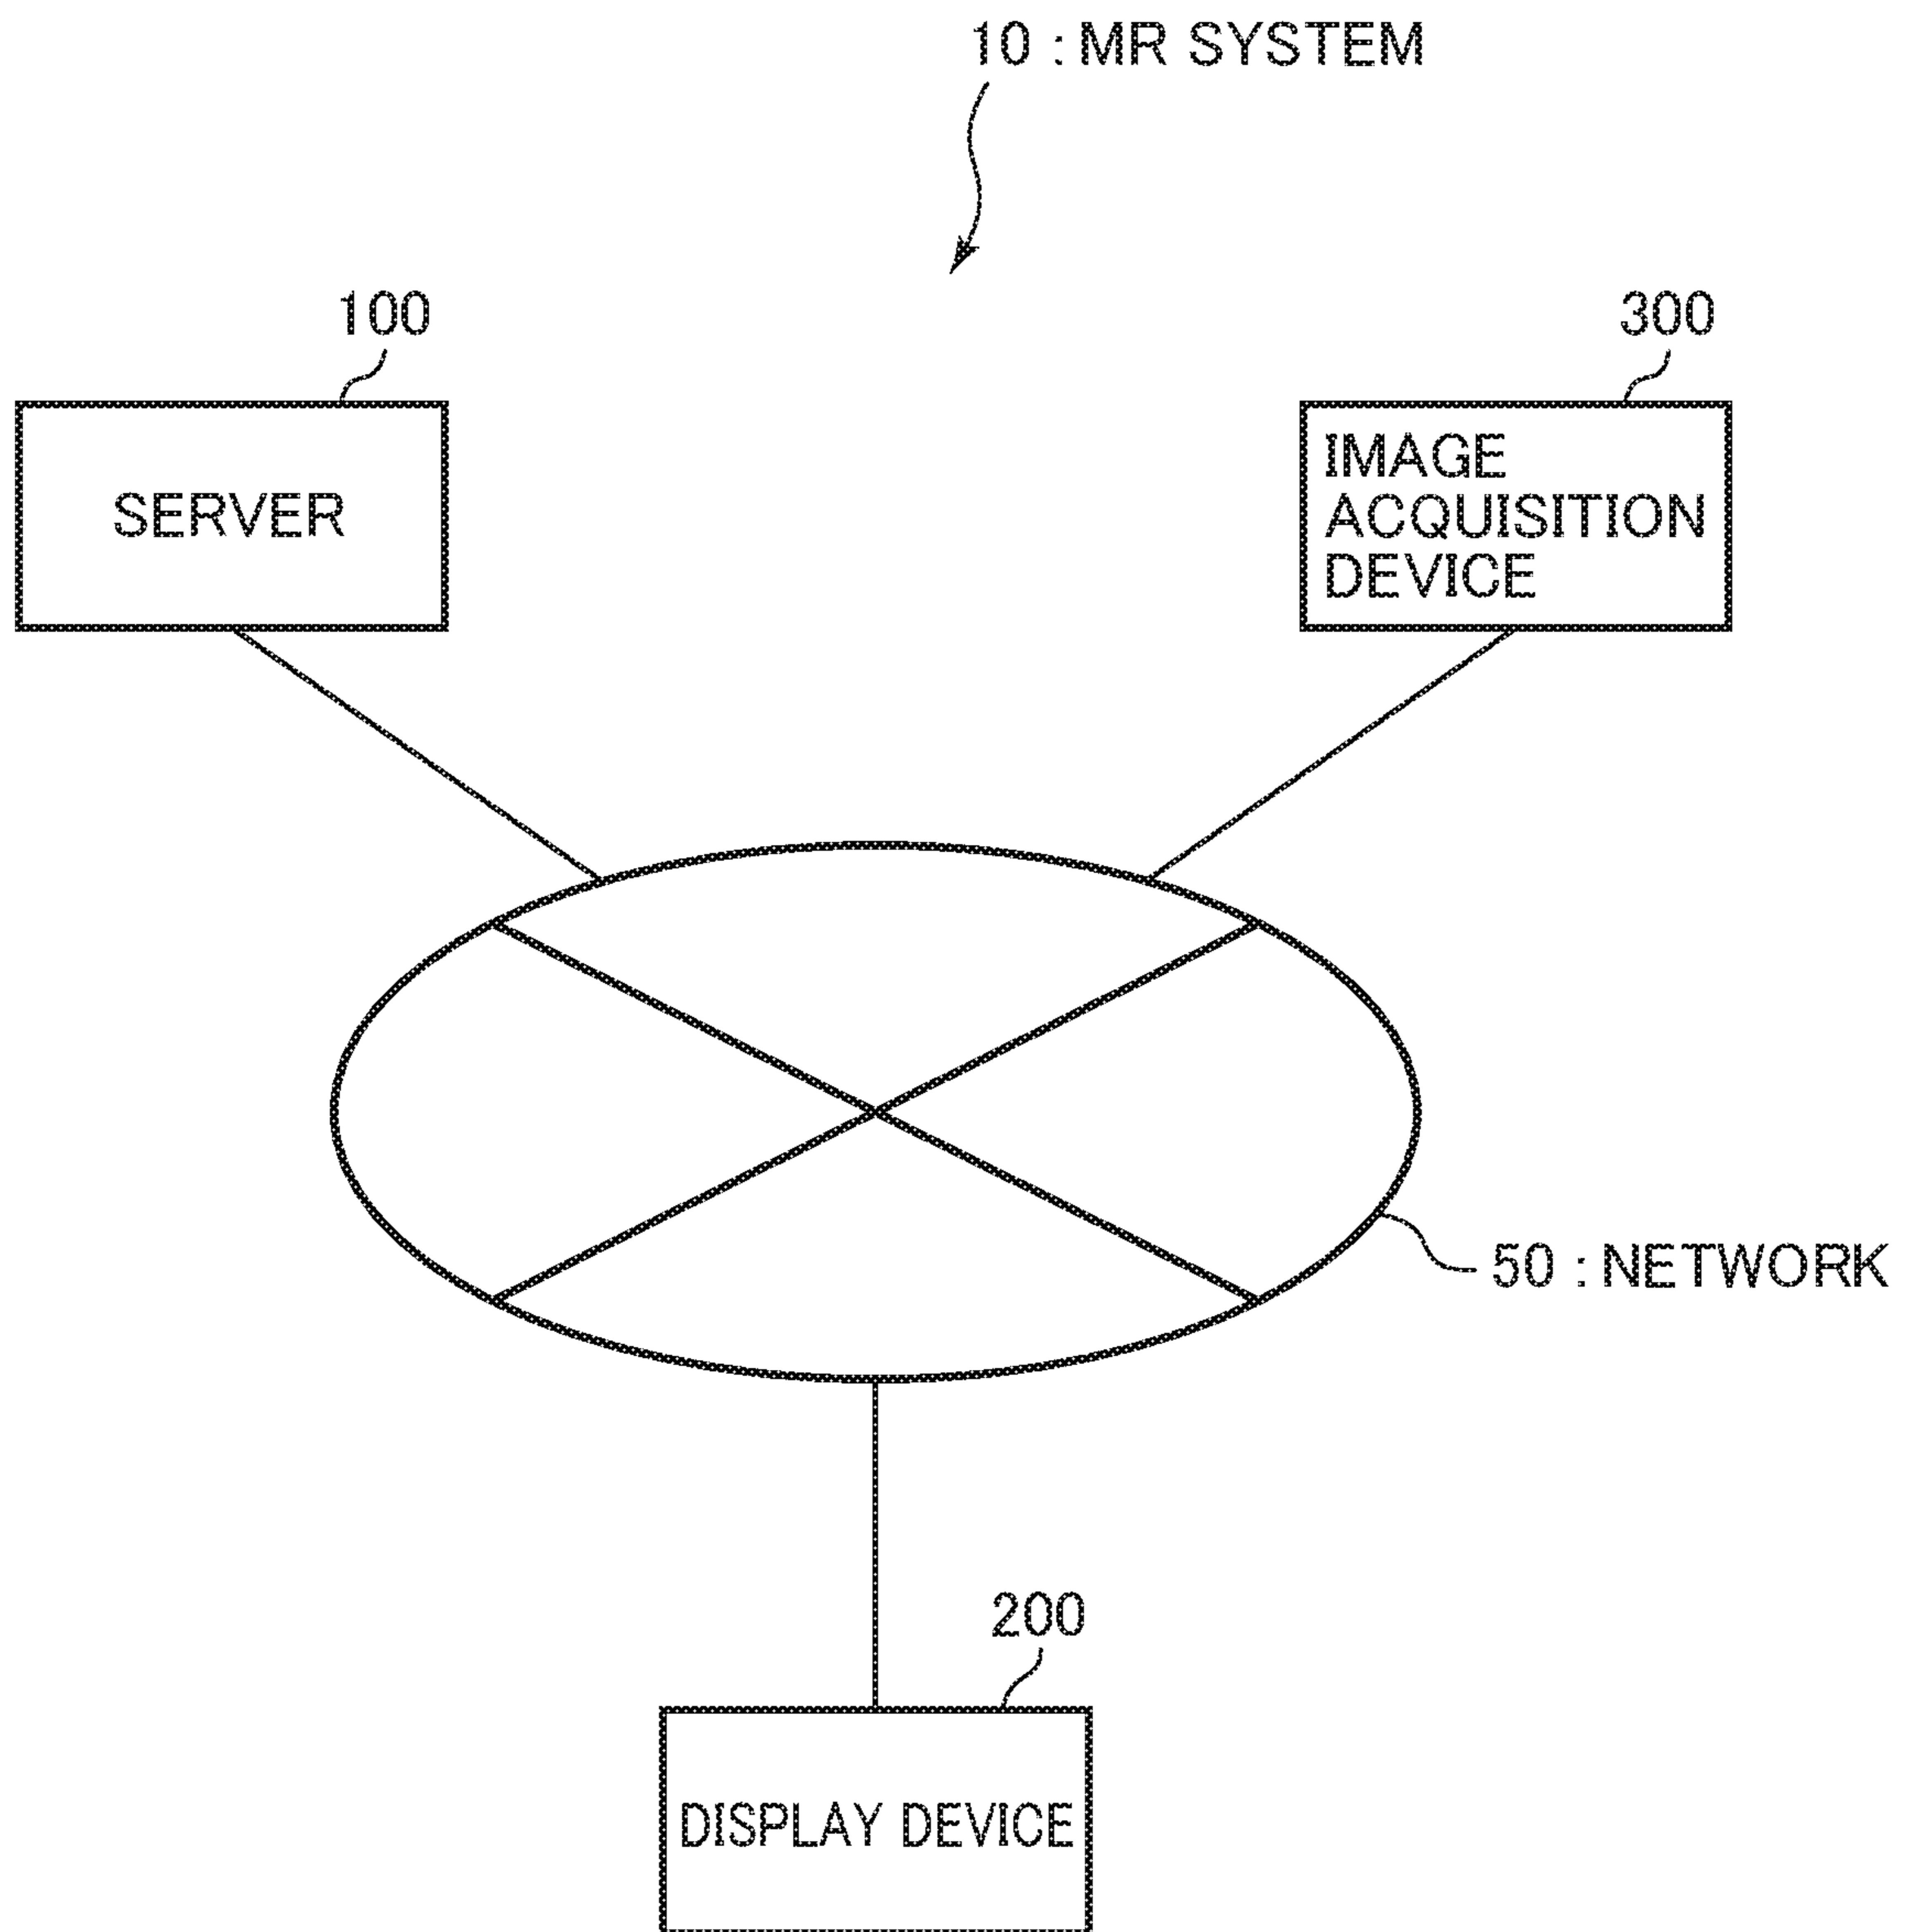 10 : MR SYSTEM
100
300
SERVER
IMAGE
ACQUISITION
DEVICE
50 : NETWORK
200
DISPLAY DEVICE